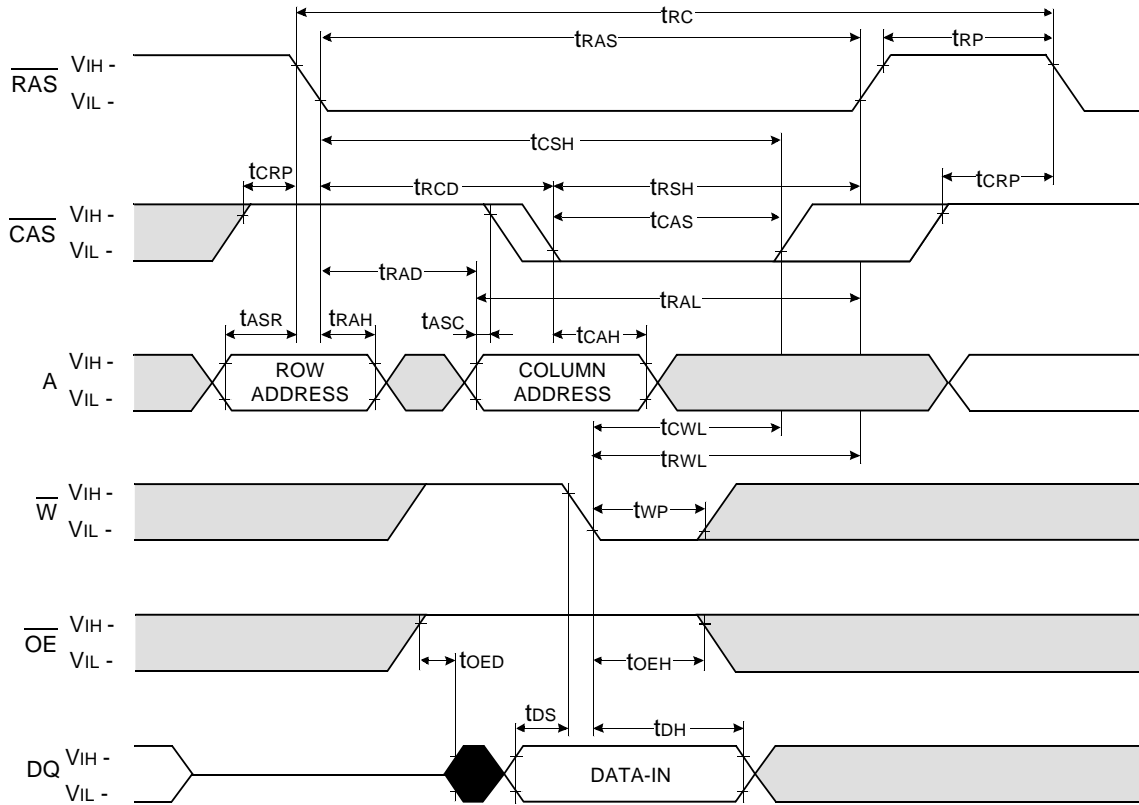 tRC
tRAS
tRP
RAS
VIH -
VIL -
tCSH
tCRP
tRCD
tRSH
tCRP
CAS
VIH -
VIL -
tCAS
tRAD
tRAL
tASR
tRAH
tASC
tCAH
A
VIH -
VIL -
ROW
ADDRESS
COLUMN
ADDRESS
tCWL
tRWL
W
VIH -
VIL -
tWP
OE
VIH -
VIL -
tOED
tOEH
tDS
tDH
DQ
VIH -
VIL -
DATA-IN